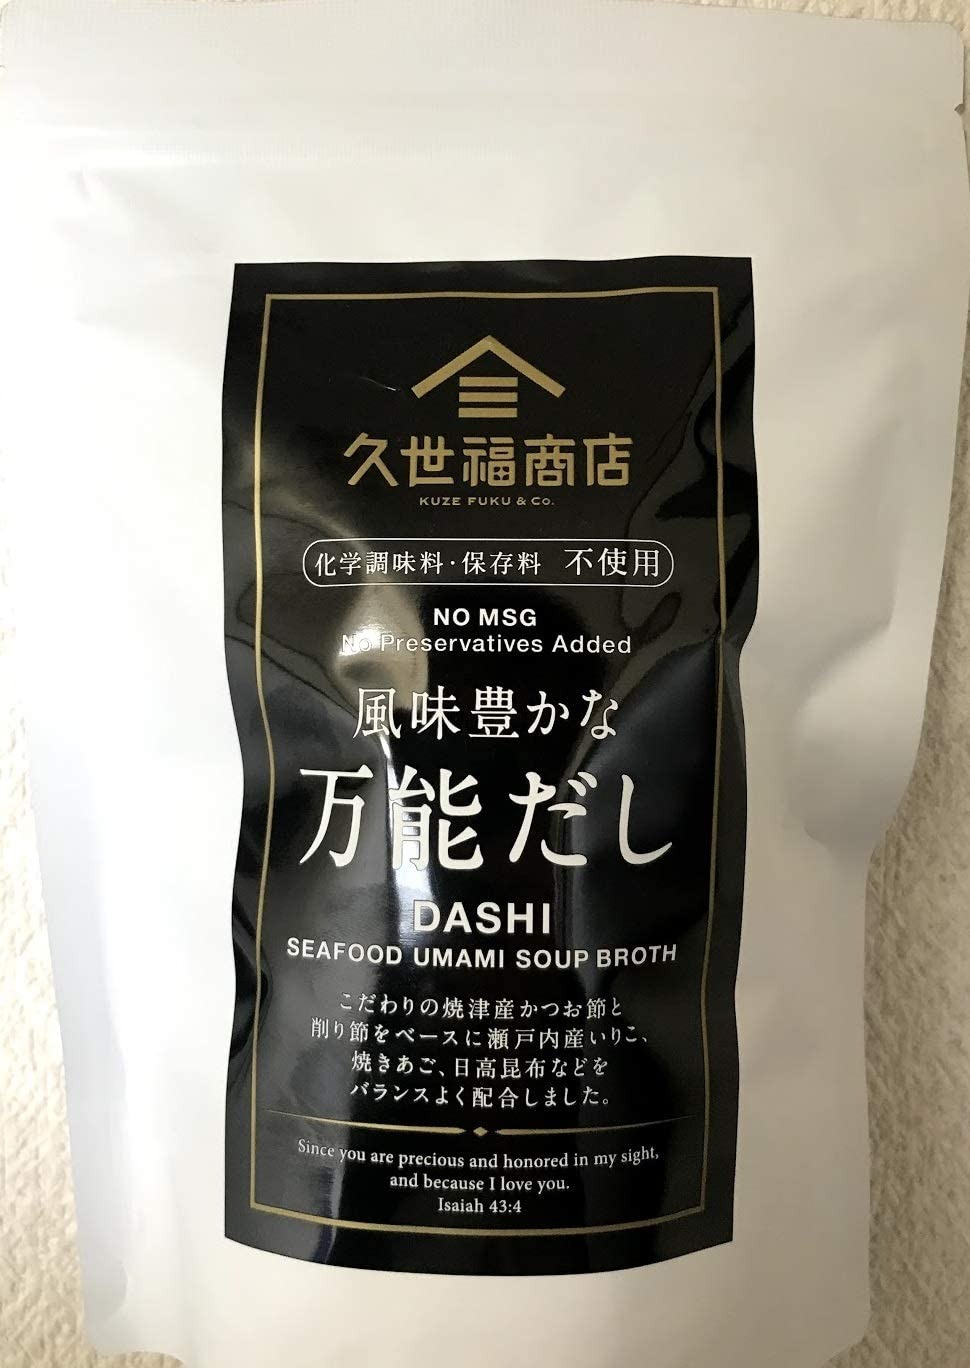 久世福商店
KUZE FUKU & Co.
化学調味料・保存料 不使用
NO MSG
No Preservatives Added
風味豊かな
万能だし
DASHI
SEAFOOD UMAMI SOUP BROTH
こだわりの焼津産かつお節と
削り節をベースに瀬戸内産いりこ、
焼きあご、日高昆布などを
バランスよく配合しました。
Since you are precious and honored in my sight,
and because I love you.
Isaiah 43:4